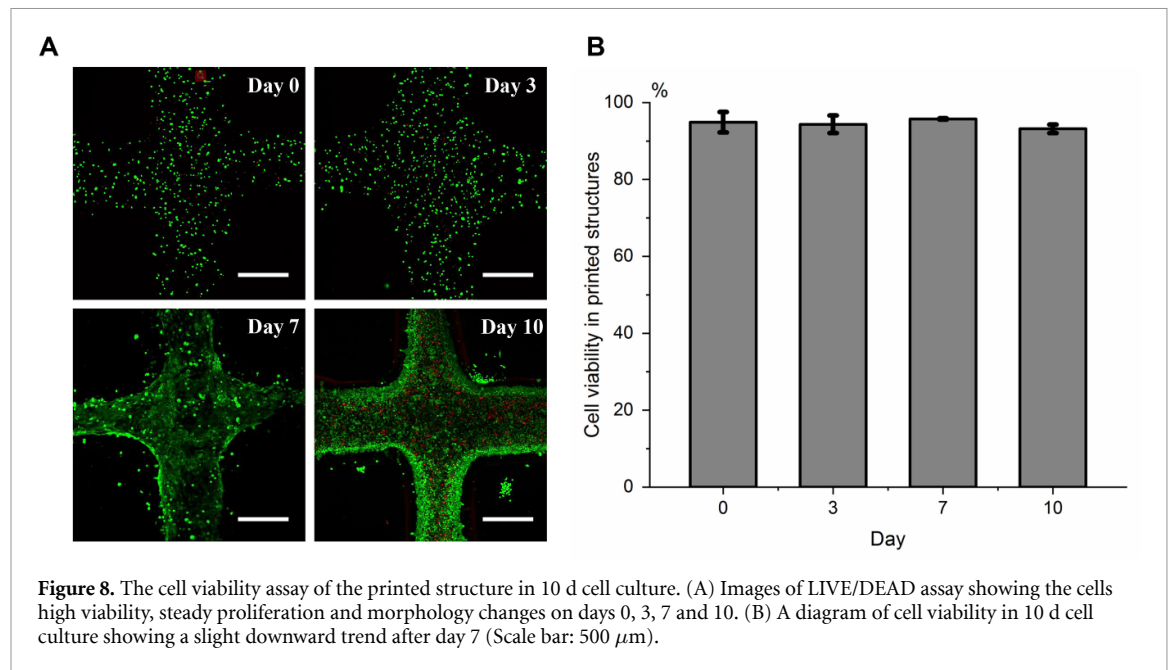 A
B
Day 0
Day 3
Day 7
Day 10
%
100
80
60
40
20
0
Cell viability in printed structures
0 3 7 10
Day
Figure 8. The cell viability assay of the printed structure in 10 d cell culture. (A) Images of LIVE/DEAD assay showing the cells
high viability, steady proliferation and morphology changes on days 0, 3, 7 and 10. (B) A diagram of cell viability in 10 d cell
culture showing a slight downward trend after day 7 (Scale bar: 500 μm).